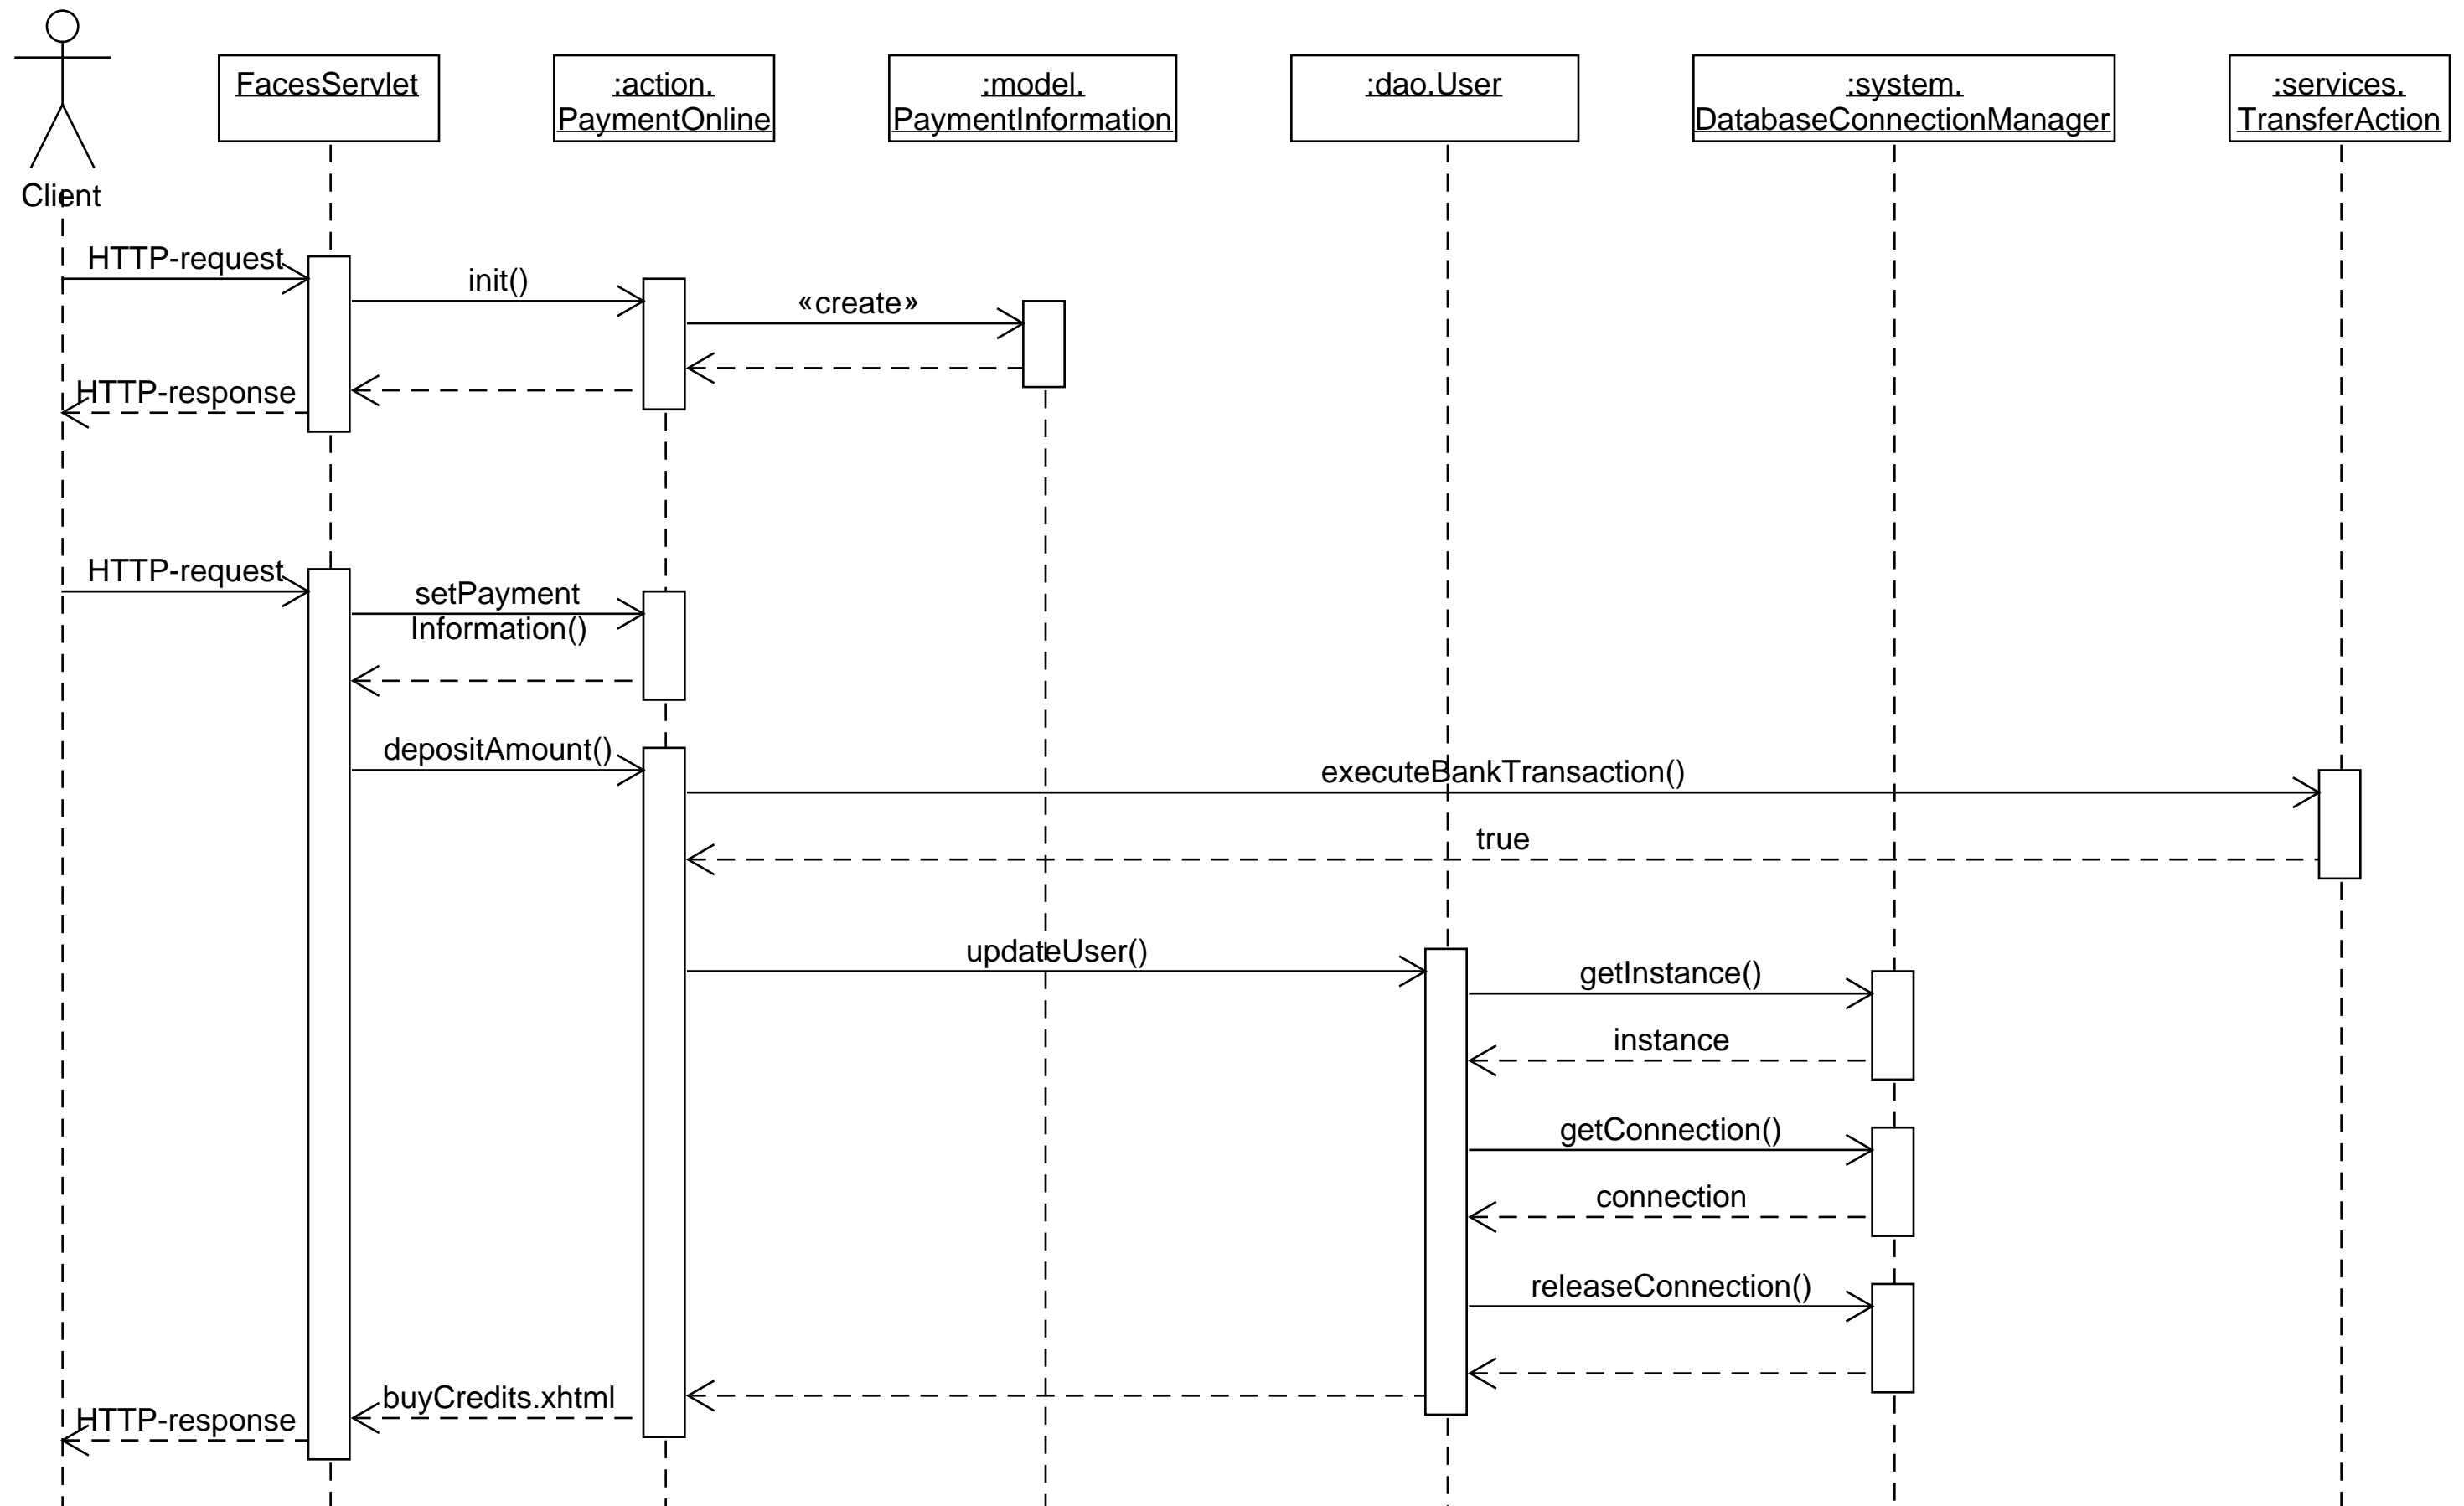 FacesServlet
:action.
PaymentOnline
:model.
PaymentInformation
:dao.User
:system.
DatabaseConnectionManager
:services.
TransferAction
Client
HTTP-request
init()
«create»
HTTP-response
HTTP-request
setPayment
Information()
depositAmount()
executeBankTransaction()
true
updateUser()
getInstance()
instance
getConnection()
connection
releaseConnection()
buyCredits.xhtml
HTTP-response